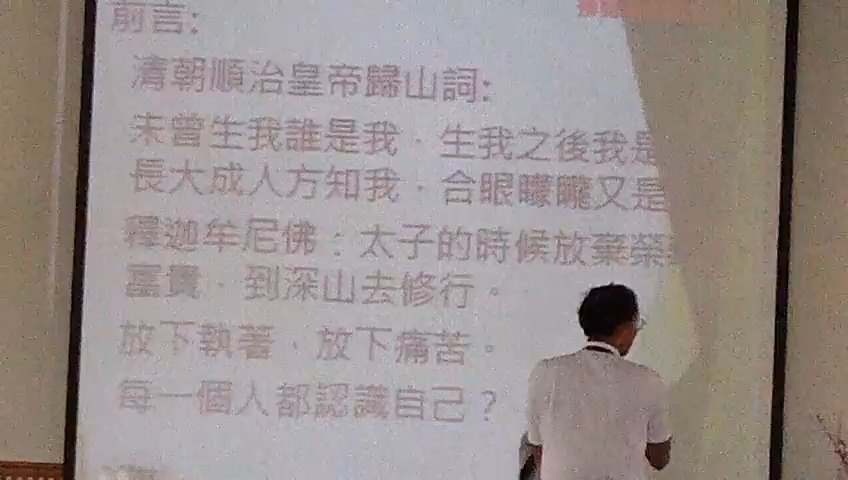 前言:
清朝順治皇帝歸山詞:
未曾生我誰是我．生我之後我是
長大成人方知我．合眼矇矓又是
釋迦牟尼佛：太子的時候放棄榮
富貴．到深山去修行。
放下執著、放下痛苦。
每一個人都認識自己？